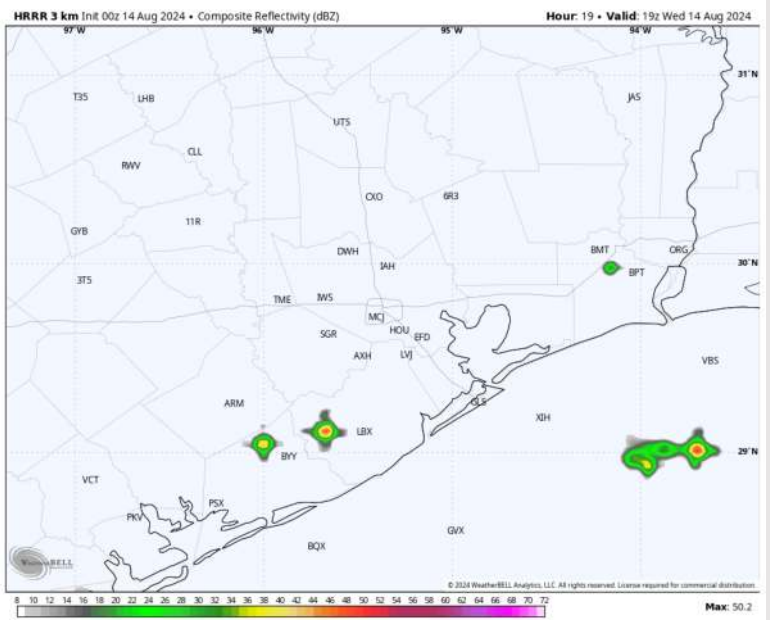 HRRR 3 km Init 00z 14 Aug 2024 • Composite Reflectivity (dBZ)
Hour: 19 • Valid: 19z Wed 14 Aug 2024
97°W 96°W 95°W 94°W
31°N
T35 LHB JAS
UTS
CLL
RWV
OXO 6R3
11R
GYB
DWH BMT ORG
IAH 30°N
3T5 BPT
TME IWS
MCJ
SGR HOU EFD
AXH LVJ
VBS
ARM GLS
XIH
LBX
BYY 29°N
VCT
PSX
PKV
GVX
BQX
WEATHERBELL
© 2024 WeatherBELL Analytics, LLC. All rights reserved. License required for commercial distribution.
8 10 12 14 16 18 20 22 24 26 28 30 32 34 36 38 40 42 44 46 48 50 52 54 56 58 60 62 64 66 68 70 72
Max: 50.2